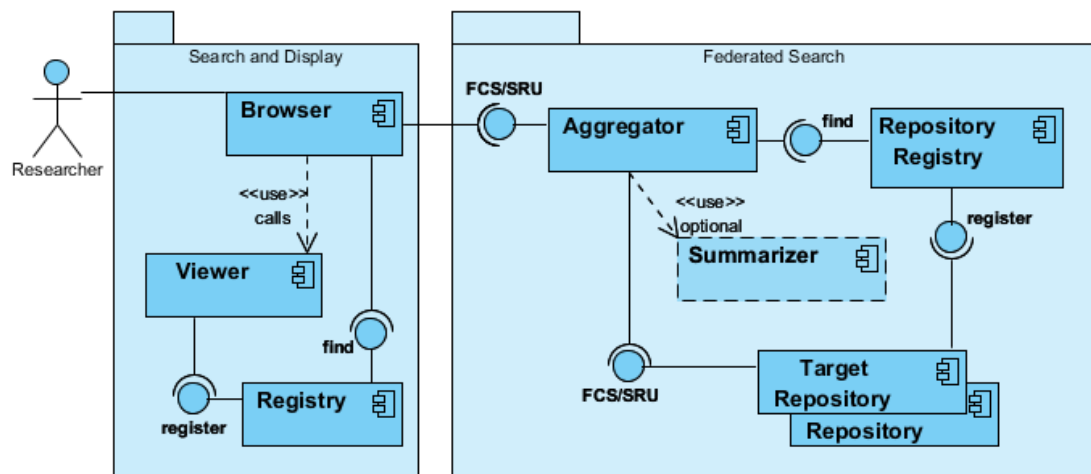 Search and Display
Federated Search
Researcher
Browser
FCS/SRU
Aggregator
find
Repository
Registry
<<use>>
calls
<<use>>
optional
register
Viewer
Summarizer
find
FCS/SRU
Target
Repository
Registry
register
Repository